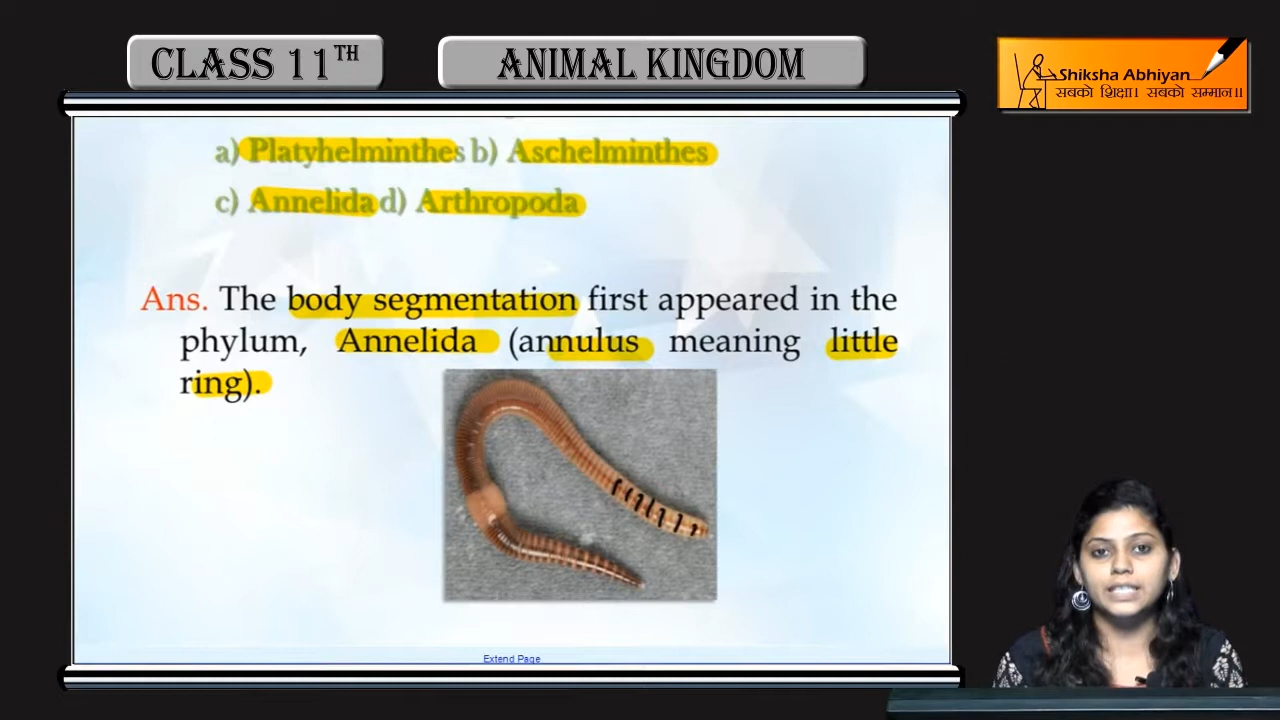 CLASS 11TH
ANIMAL KINGDOM
Shiksha Abhiyan
सबको शिक्षा। सबको सम्मान।।
a) Platyhelminthes b) Aschelminthes
c) Annelida d) Arthropoda
Ans. The body segmentation first appeared in the
phylum, Annelida (annulus meaning little
ring).
Extend Page